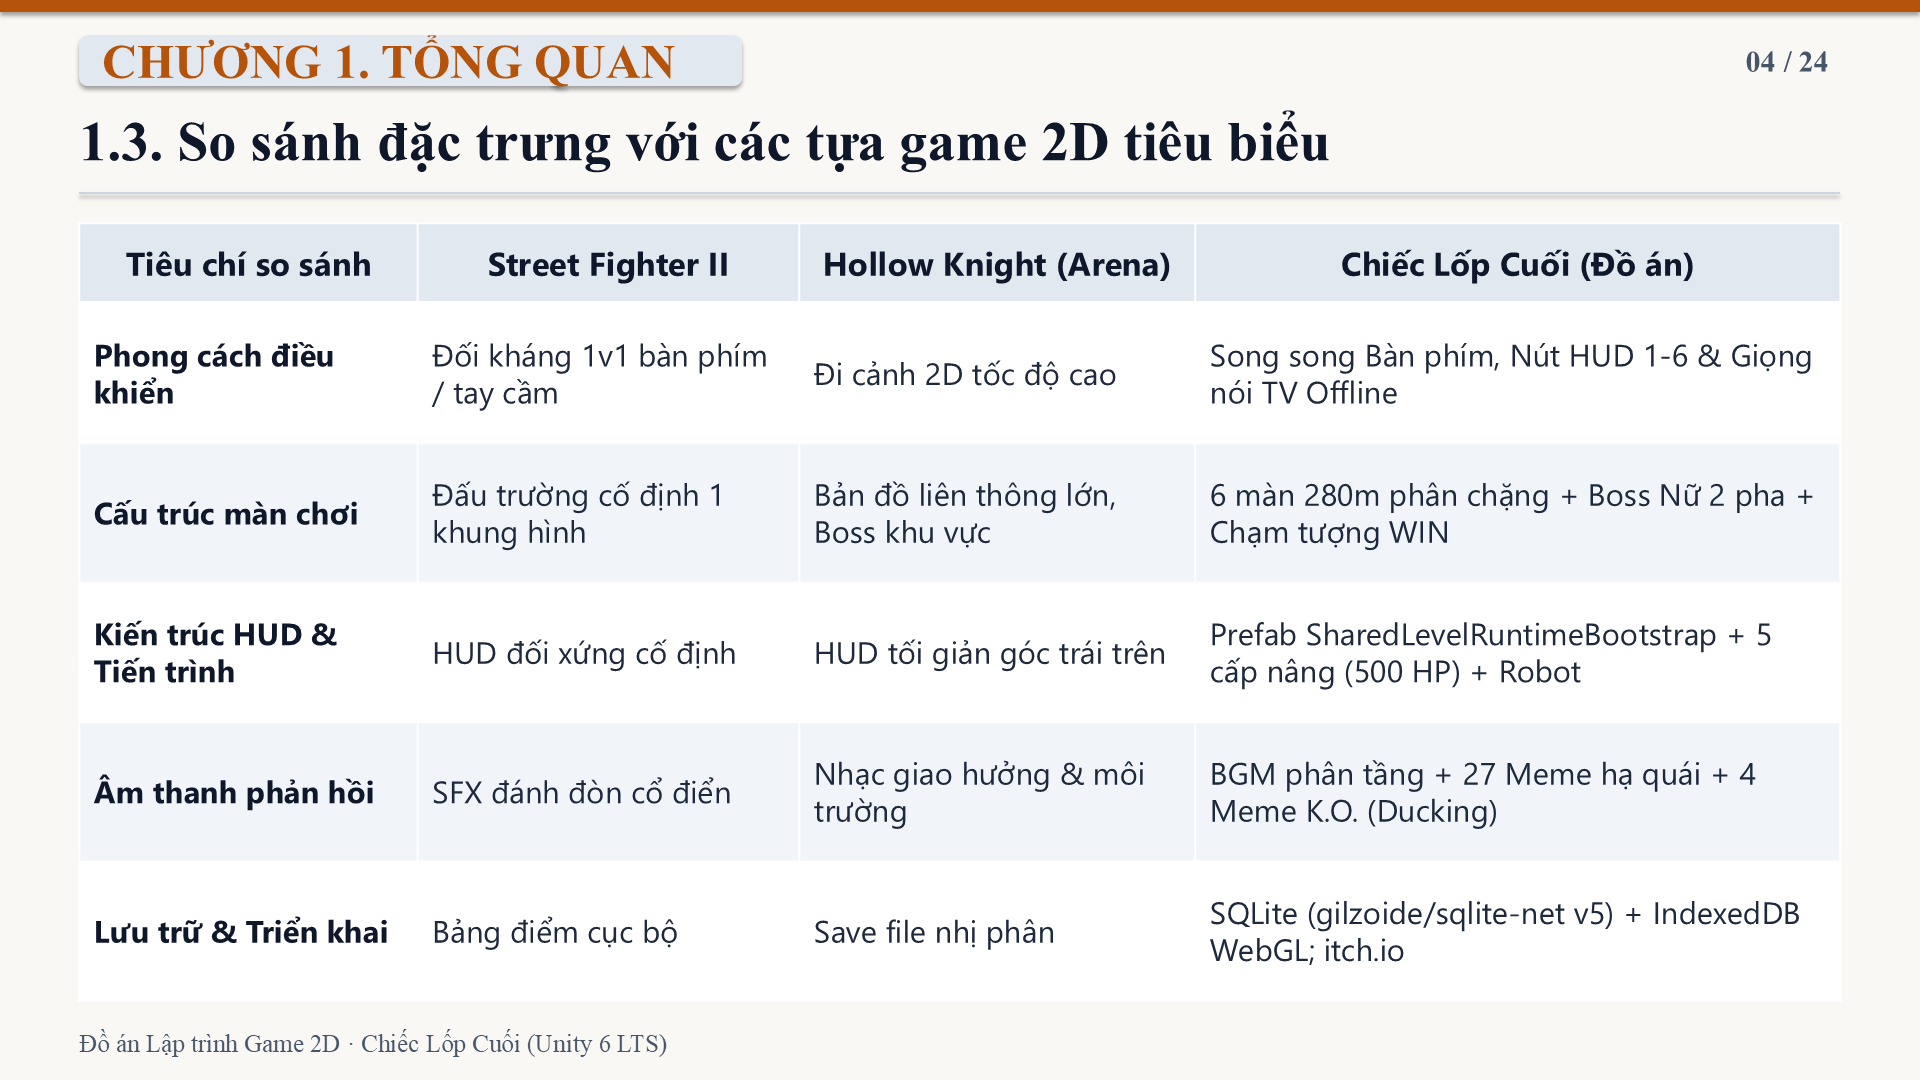 CHƯƠNG 1. TỔNG QUAN
04 / 24
1.3. So sánh đặc trưng với các tựa game 2D tiêu biểu
Tiêu chí so sánh
Street Fighter II
Hollow Knight (Arena)
Chiếc Lốp Cuối (Đồ án)
Phong cách điều
khiển
Đối kháng 1v1 bàn phím
/ tay cầm
Đi cảnh 2D tốc độ cao
Song song Bàn phím, Nút HUD 1-6 & Giọng
nói TV Offline
Cấu trúc màn chơi
Đấu trường cố định 1
khung hình
Bản đồ liên thông lớn,
Boss khu vực
6 màn 280m phân chặng + Boss Nữ 2 pha +
Chạm tượng WIN
Kiến trúc HUD &
Tiến trình
HUD đối xứng cố định
HUD tối giản góc trái trên
Prefab SharedLevelRuntimeBootstrap + 5
cấp nâng (500 HP) + Robot
Âm thanh phản hồi
SFX đánh đòn cổ điển
Nhạc giao hưởng & môi
trường
BGM phân tầng + 27 Meme hạ quái + 4
Meme K.O. (Ducking)
Lưu trữ & Triển khai
Bảng điểm cục bộ
Save file nhị phân
SQLite (gilzoide/sqlite-net v5) + IndexedDB
WebGL; itch.io
Đồ án Lập trình Game 2D · Chiếc Lốp Cuối (Unity 6 LTS)